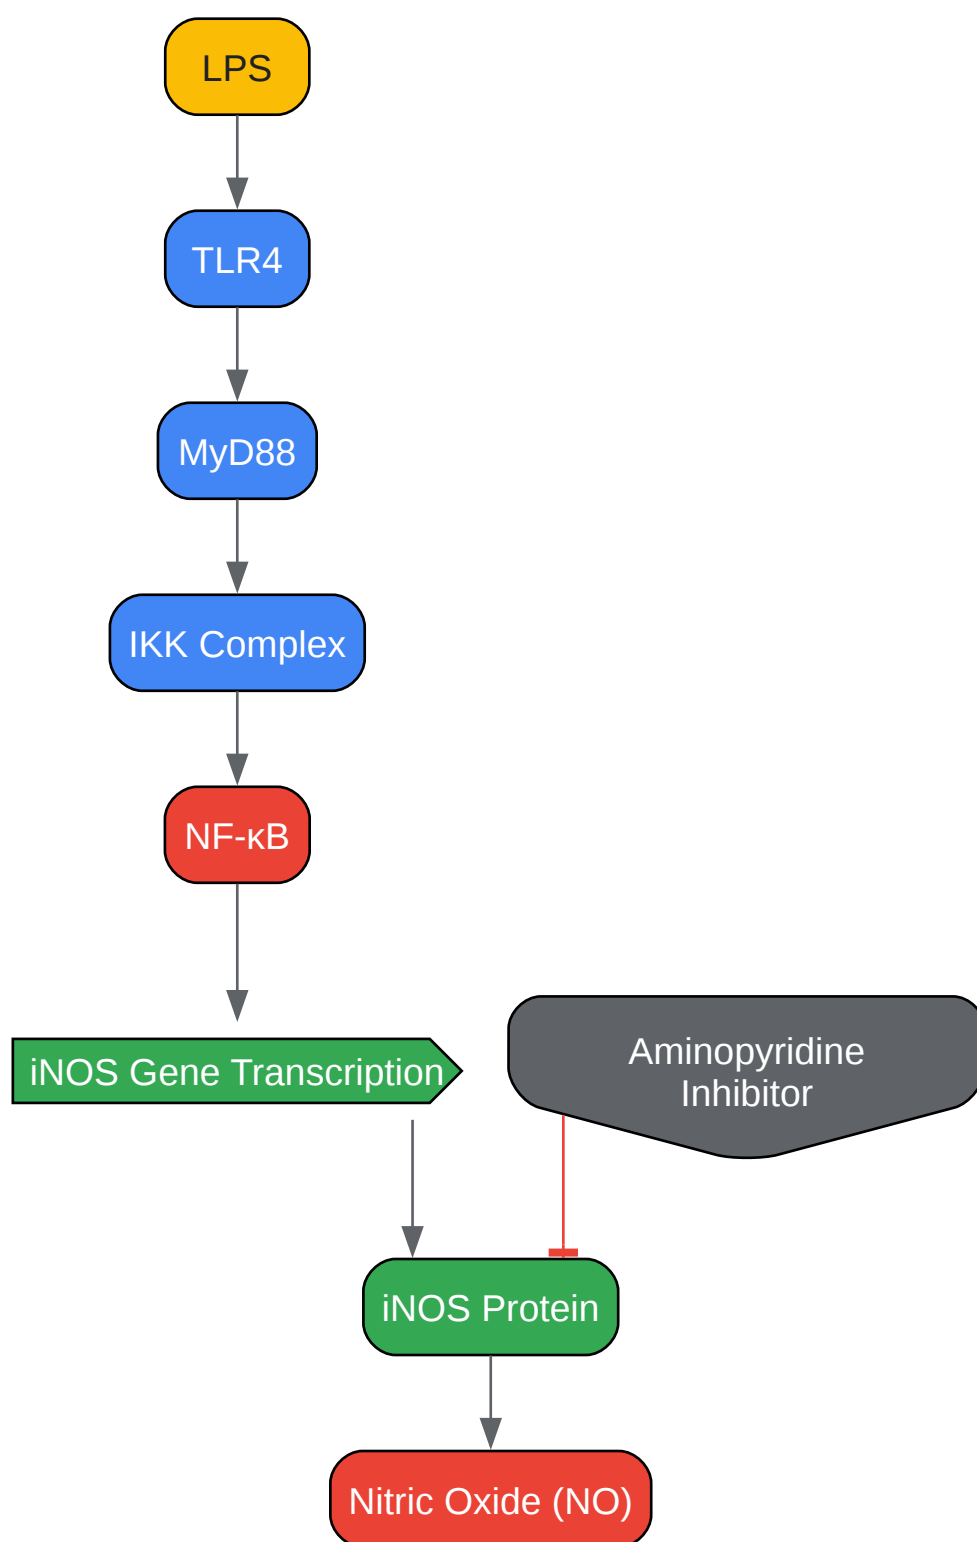 LPS
TLR4
MyD88
IKK Complex
NF-κB
iNOS Gene Transcription
Aminopyridine
Inhibitor
iNOS Protein
Nitric Oxide (NO)